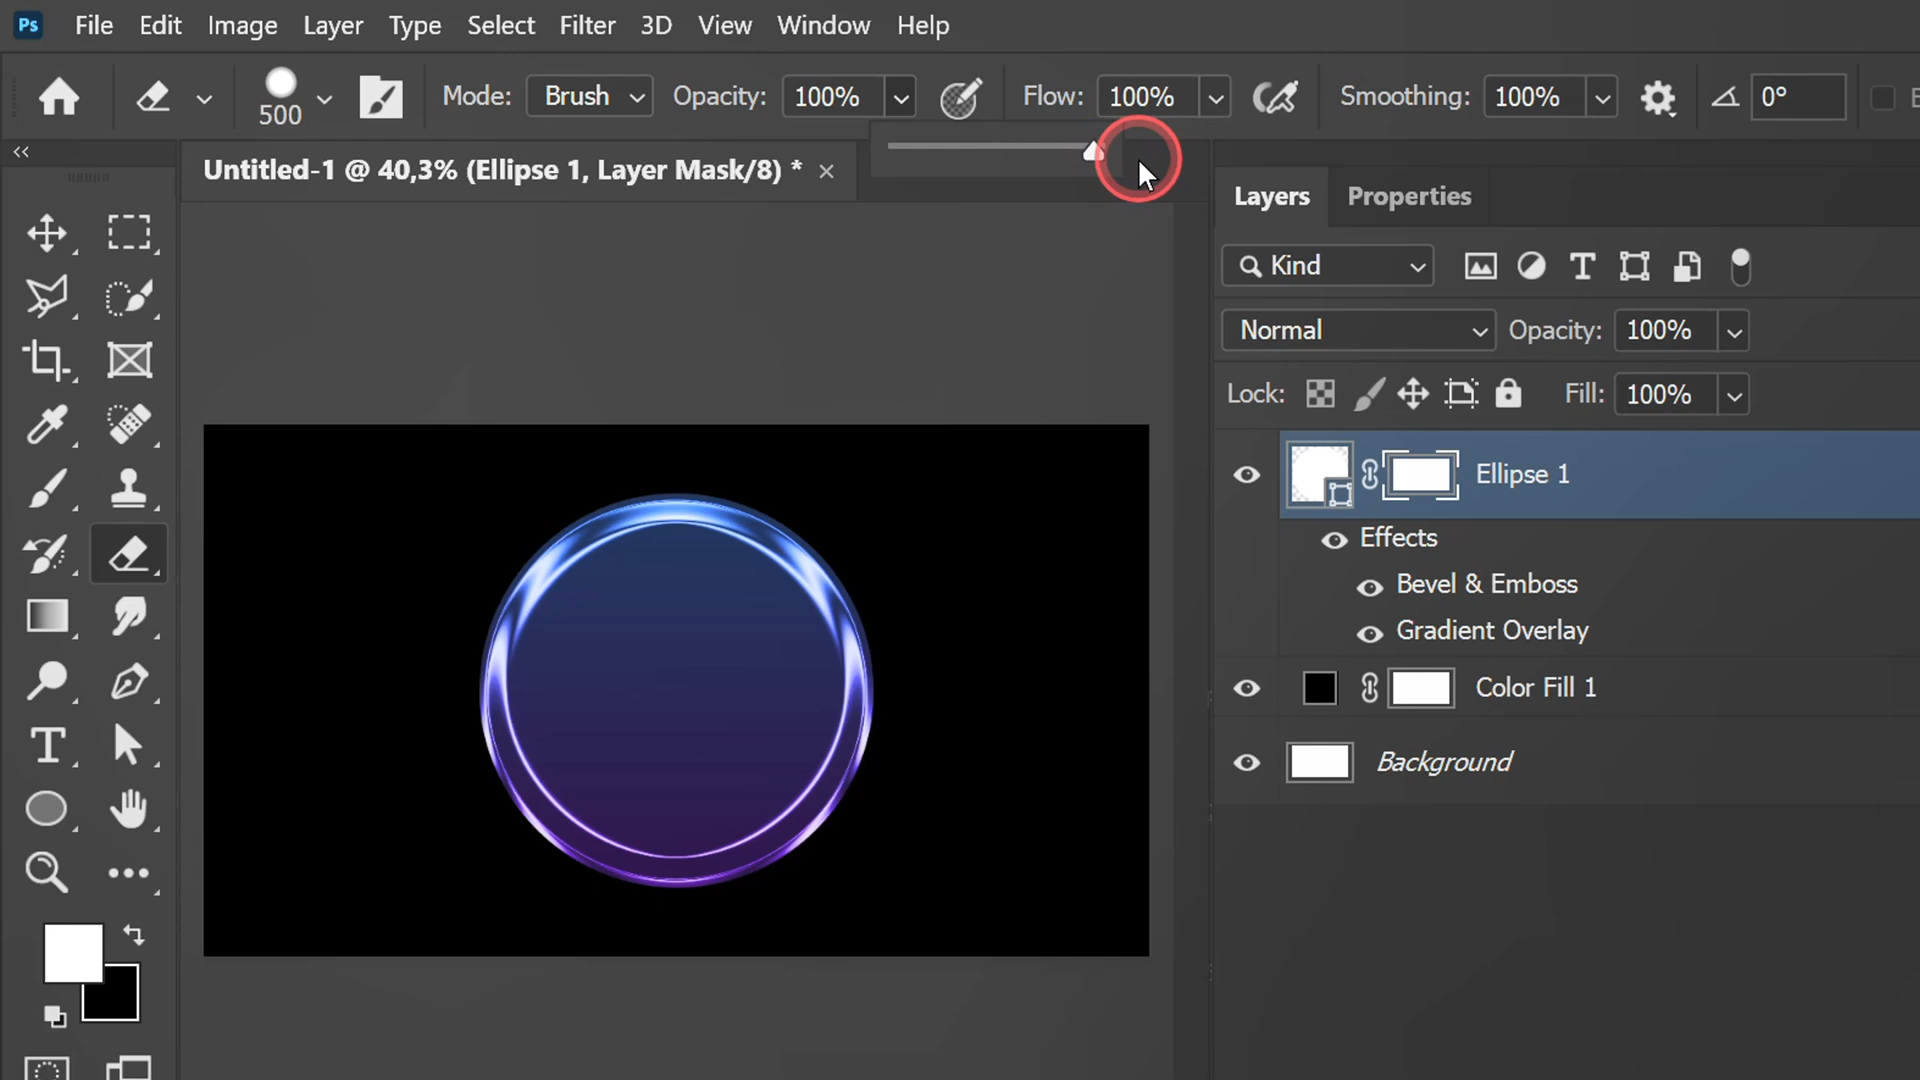 Ps File Edit Image Layer Type Select Filter 3D View Window Help
500 Mode: Brush Opacity: 100% Flow: 100% Smoothing: 100% 0°
Untitled-1 @ 40,3% (Ellipse 1, Layer Mask/8) *
Layers Properties
Kind
Normal Opacity: 100%
Lock: Fill: 100%
Ellipse 1
Effects
Bevel & Emboss
Gradient Overlay
Color Fill 1
Background